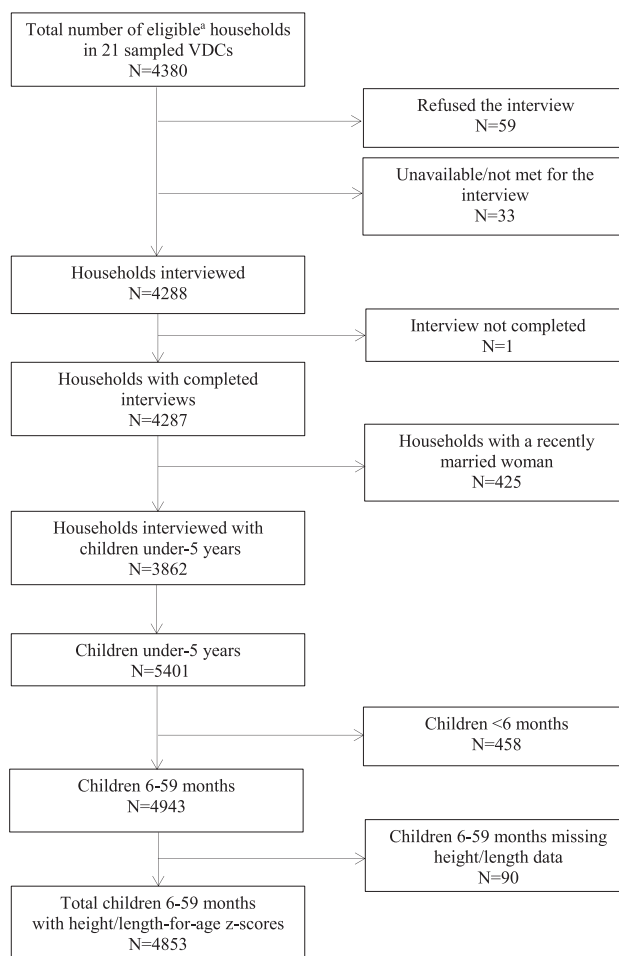 Total number of eligibleᵃ households
in 21 sampled VDCs
N=4380
Refused the interview
N=59
Unavailable/not met for the
interview
N=33
Households interviewed
N=4288
Interview not completed
N=1
Households with completed
interviews
N=4287
Households with a recently
married woman
N=425
Households interviewed with
children under-5 years
N=3862
Children under-5 years
N=5401
Children <6 months
N=458
Children 6-59 months
N=4943
Children 6-59 months missing
height/length data
N=90
Total children 6-59 months
with height/length-for-age z-scores
N=4853